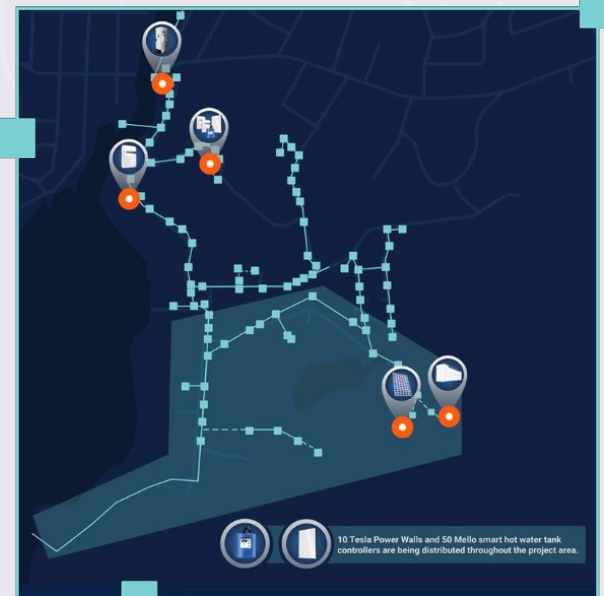 10 Tesla Power Walls and 50 Mello smart hot water tank
controllers are being distributed throughout the project area.